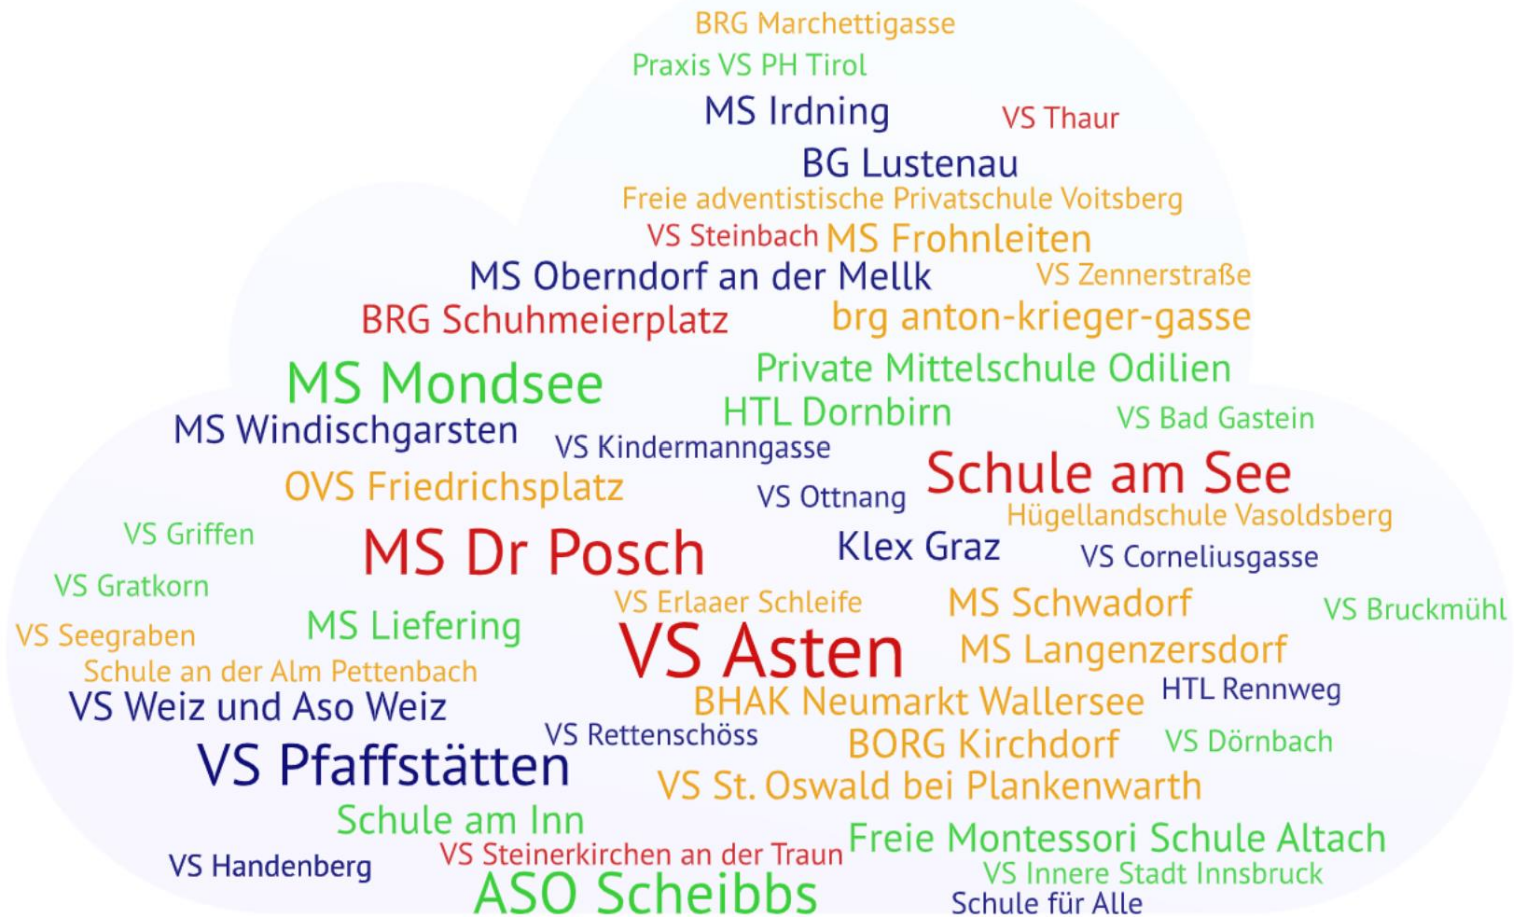 BRG Marchettigasse
Praxis VS PH Tirol
MS Irdning
VS Thaur
BG Lustenau
Freie adventistische Privatschule Voitsberg
VS Steinbach
MS Frohnleiten
MS Oberndorf an der Mellk
VS Zennerstraße
BRG Schuhmeierplatz
brg anton-krieger-gasse
MS Mondsee
Private Mittelschule Odilien
HTL Dornbirn
VS Bad Gastein
MS Windischgarsten
VS Kindermanngasse
Schule am See
OVS Friedrichsplatz
VS Ottnang
Hügellandschule Vasoldsberg
VS Griffen
MS Dr Posch
Klex Graz
VS Corneliusgasse
VS Gratkorn
VS Erlaaer Schleife
MS Schwadorf
VS Bruckmühl
VS Seegraben
MS Liefering
VS Asten
MS Langenzersdorf
Schule an der Alm Pettenbach
VS Weiz und Aso Weiz
BHAK Neumarkt Wallersee
HTL Rennweg
VS Rettenschöss
BORG Kirchdorf
VS Dörnbach
VS Pfaffstätten
VS St. Oswald bei Plankenwarth
Schule am Inn
Freie Montessori Schule Altach
VS Handenberg
VS Steinerkirchen an der Traun
VS Innere Stadt Innsbruck
ASO Scheibbs
Schule für Alle